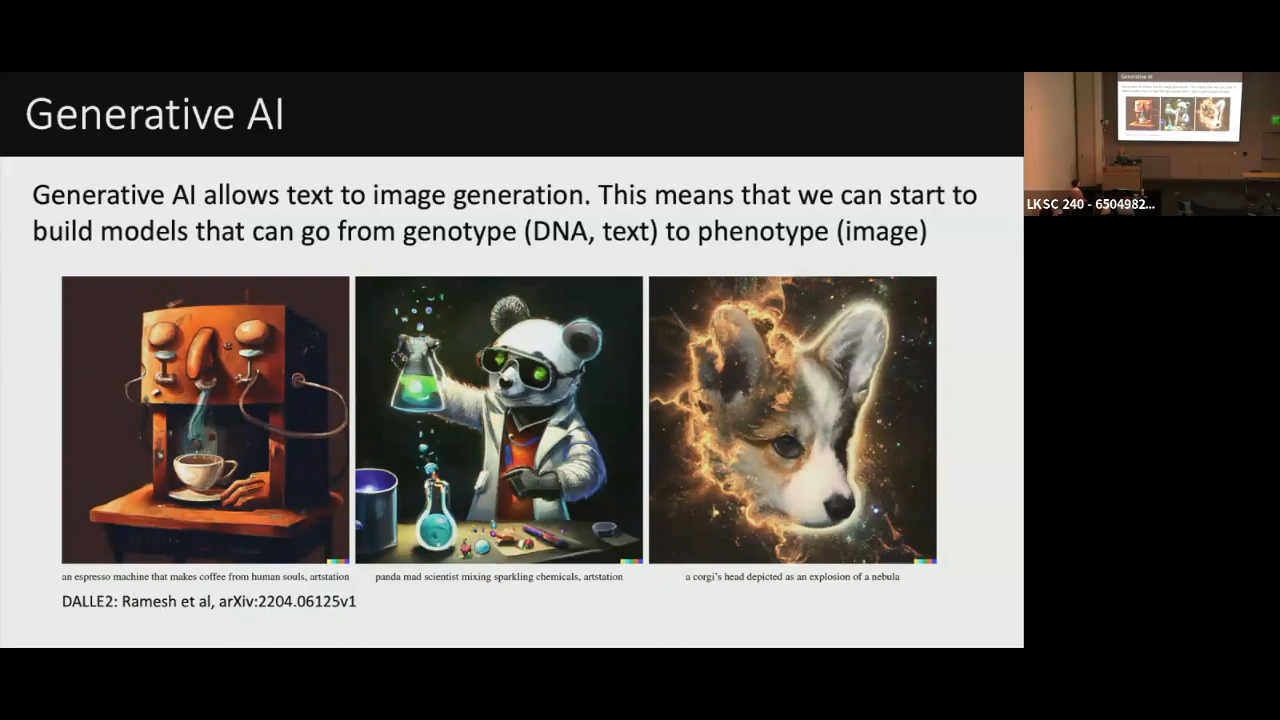 Generative AI
Generative AI allows text to image generation. This means that we can start to
build models that can go from genotype (DNA, text) to phenotype (image)
an espresso machine that makes coffee from human souls, artstation
panda mad scientist mixing sparkling chemicals, artstation
a corgi's head depicted as an explosion of a nebula
DALLE2: Ramesh et al, arXiv:2204.06125v1
Generative AI
LKSC 240 - 6504982...